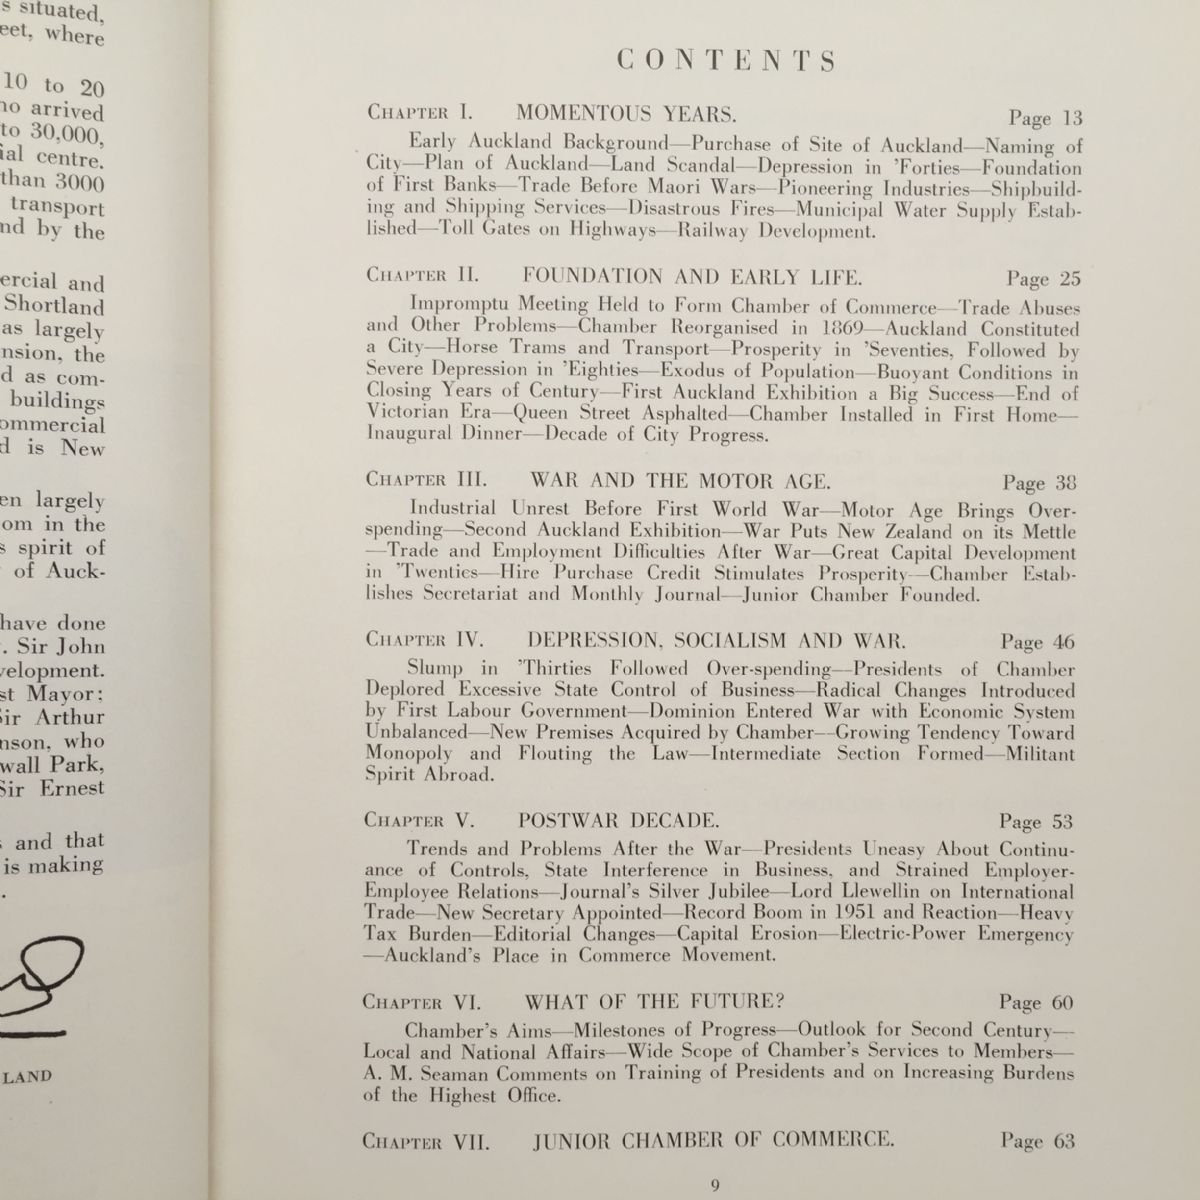 s situated,
eet, where
10 to 20
no arrived
to 30,000,
ial centre.
than 3000
transport
nd by the
ercial and
Shortland
as largely
nsion, the
d as com-
buildings
ommercial
d is New
en largely
om in the
s spirit of
of Auck-
have done
. Sir John
velopment.
st Mayor;
Sir Arthur
nson, who
wall Park,
Sir Ernest
s and that
is making
.
LAND
CONTENTS
CHAPTER I. MOMENTOUS YEARS. Page 13
Early Auckland Background—Purchase of Site of Auckland—Naming of
City—Plan of Auckland—Land Scandal—Depression in ’Forties—Foundation
of First Banks—Trade Before Maori Wars—Pioneering Industries—Shipbuild-
ing and Shipping Services—Disastrous Fires—Municipal Water Supply Estab-
lished—Toll Gates on Highways—Railway Development.
CHAPTER II. FOUNDATION AND EARLY LIFE. Page 25
Impromptu Meeting Held to Form Chamber of Commerce—Trade Abuses
and Other Problems—Chamber Reorganised in 1869—Auckland Constituted
a City—Horse Trams and Transport—Prosperity in ’Seventies, Followed by
Severe Depression in ’Eighties—Exodus of Population—Buoyant Conditions in
Closing Years of Century—First Auckland Exhibition a Big Success—End of
Victorian Era—Queen Street Asphalted—Chamber Installed in First Home—
Inaugural Dinner—Decade of City Progress.
CHAPTER III. WAR AND THE MOTOR AGE. Page 38
Industrial Unrest Before First World War—Motor Age Brings Over-
spending—Second Auckland Exhibition—War Puts New Zealand on its Mettle
—Trade and Employment Difficulties After War—Great Capital Development
in ’Twenties—Hire Purchase Credit Stimulates Prosperity—Chamber Estab-
lishes Secretariat and Monthly Journal—Junior Chamber Founded.
CHAPTER IV. DEPRESSION, SOCIALISM AND WAR. Page 46
Slump in ’Thirties Followed Over-spending—Presidents of Chamber
Deplored Excessive State Control of Business—Radical Changes Introduced
by First Labour Government—Dominion Entered War with Economic System
Unbalanced—New Premises Acquired by Chamber—Growing Tendency Toward
Monopoly and Flouting the Law—Intermediate Section Formed—Militant
Spirit Abroad.
CHAPTER V. POSTWAR DECADE. Page 53
Trends and Problems After the War—Presidents Uneasy About Continu-
ance of Controls, State Interference in Business, and Strained Employer-
Employee Relations—Journal’s Silver Jubilee—Lord Llewellin on International
Trade—New Secretary Appointed—Record Boom in 1951 and Reaction—Heavy
Tax Burden—Editorial Changes—Capital Erosion—Electric-Power Emergency
—Auckland’s Place in Commerce Movement.
CHAPTER VI. WHAT OF THE FUTURE? Page 60
Chamber’s Aims—Milestones of Progress—Outlook for Second Century—
Local and National Affairs—Wide Scope of Chamber’s Services to Members—
A. M. Seaman Comments on Training of Presidents and on Increasing Burdens
of the Highest Office.
CHAPTER VII. JUNIOR CHAMBER OF COMMERCE. Page 63
9